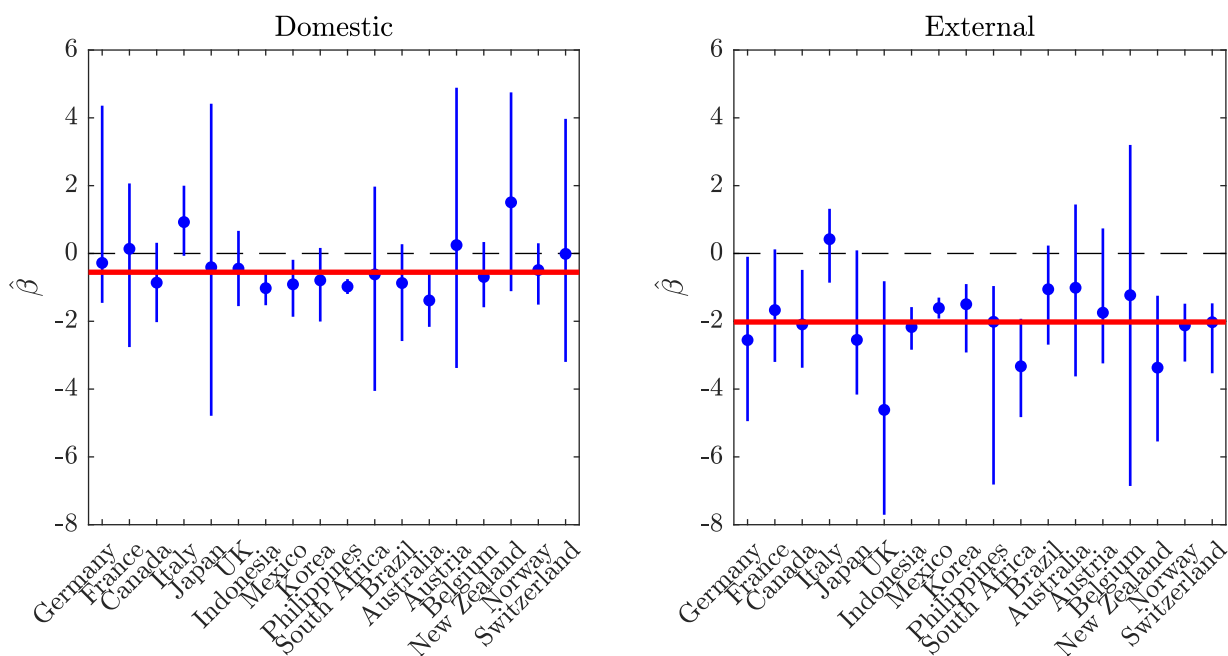 Domestic
6
4
2
0
-2
-4
-6
-8
β̂
Germany
France
Canada
Italy
Japan
UK
Indonesia
Mexico
Korea
Philippines
South Africa
Brazil
Australia
Austria
Belgium
New Zealand
Norway
Switzerland
External
6
4
2
0
-2
-4
-6
-8
β̂
Germany
France
Canada
Italy
Japan
UK
Indonesia
Mexico
Korea
Philippines
South Africa
Brazil
Australia
Austria
Belgium
New Zealand
Norway
Switzerland